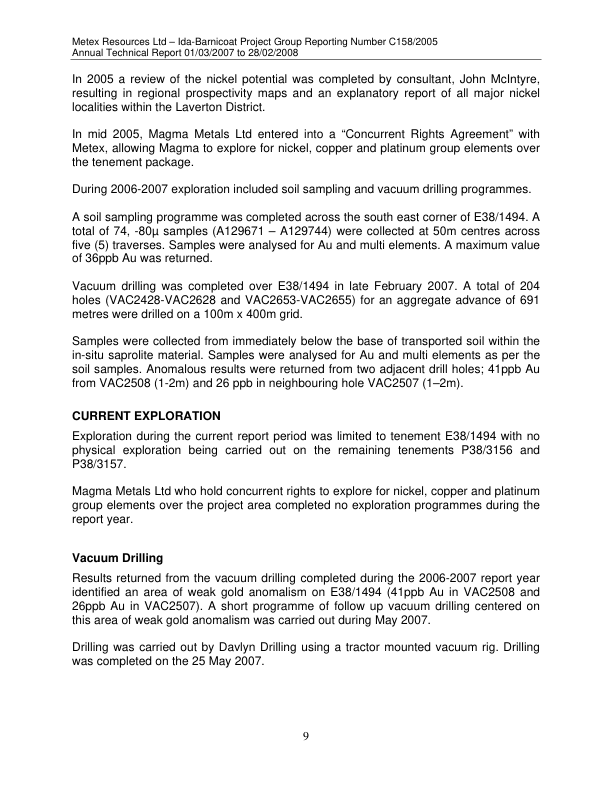 Metex Resources Ltd – Ida-Barnicoat Project Group Reporting Number C158/2005
Annual Technical Report 01/03/2007 to 28/02/2008
In 2005 a review of the nickel potential was completed by consultant, John McIntyre,
resulting in regional prospectivity maps and an explanatory report of all major nickel
localities within the Laverton District.
In mid 2005, Magma Metals Ltd entered into a “Concurrent Rights Agreement” with
Metex, allowing Magma to explore for nickel, copper and platinum group elements over
the tenement package.
During 2006-2007 exploration included soil sampling and vacuum drilling programmes.
A soil sampling programme was completed across the south east corner of E38/1494. A
total of 74, -80µ samples (A129671 – A129744) were collected at 50m centres across
five (5) traverses. Samples were analysed for Au and multi elements. A maximum value
of 36ppb Au was returned.
Vacuum drilling was completed over E38/1494 in late February 2007. A total of 204
holes (VAC2428-VAC2628 and VAC2653-VAC2655) for an aggregate advance of 691
metres were drilled on a 100m x 400m grid.
Samples were collected from immediately below the base of transported soil within the
in-situ saprolite material. Samples were analysed for Au and multi elements as per the
soil samples. Anomalous results were returned from two adjacent drill holes; 41ppb Au
from VAC2508 (1-2m) and 26 ppb in neighbouring hole VAC2507 (1–2m).
CURRENT EXPLORATION
Exploration during the current report period was limited to tenement E38/1494 with no
physical exploration being carried out on the remaining tenements P38/3156 and
P38/3157.
Magma Metals Ltd who hold concurrent rights to explore for nickel, copper and platinum
group elements over the project area completed no exploration programmes during the
report year.
Vacuum Drilling
Results returned from the vacuum drilling completed during the 2006-2007 report year
identified an area of weak gold anomalism on E38/1494 (41ppb Au in VAC2508 and
26ppb Au in VAC2507). A short programme of follow up vacuum drilling centered on
this area of weak gold anomalism was carried out during May 2007.
Drilling was carried out by Davlyn Drilling using a tractor mounted vacuum rig. Drilling
was completed on the 25 May 2007.
9